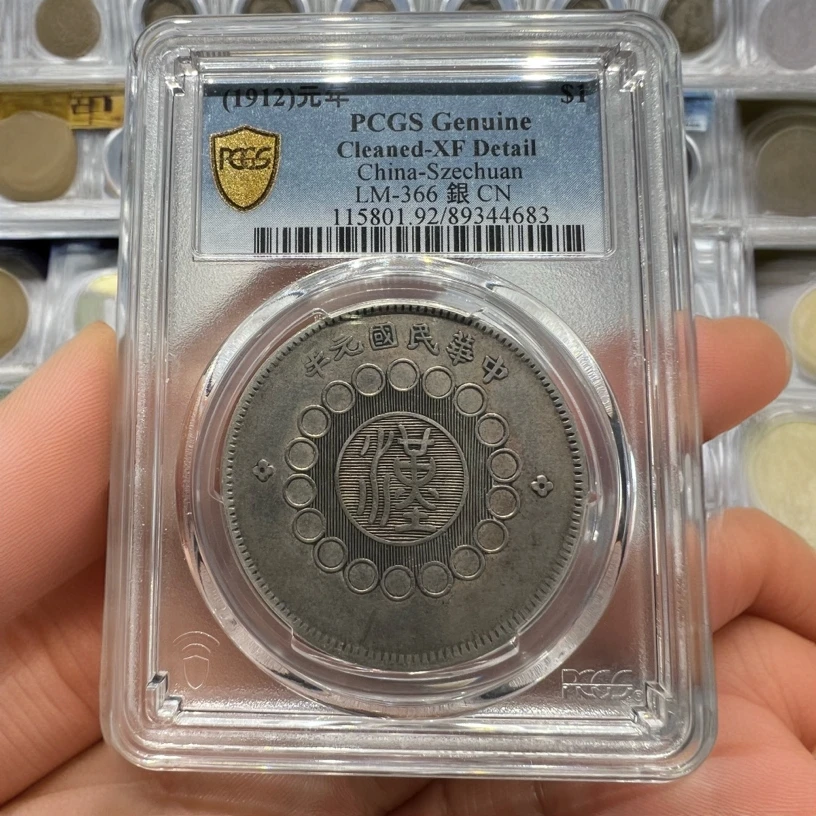 (1912)元年 $1
PCGS Genuine
Cleaned-XF Detail
China-Szechuan
LM-366 銀 CN
115801.92/89344683
PCGS
中華民國元年
漢
PCGS